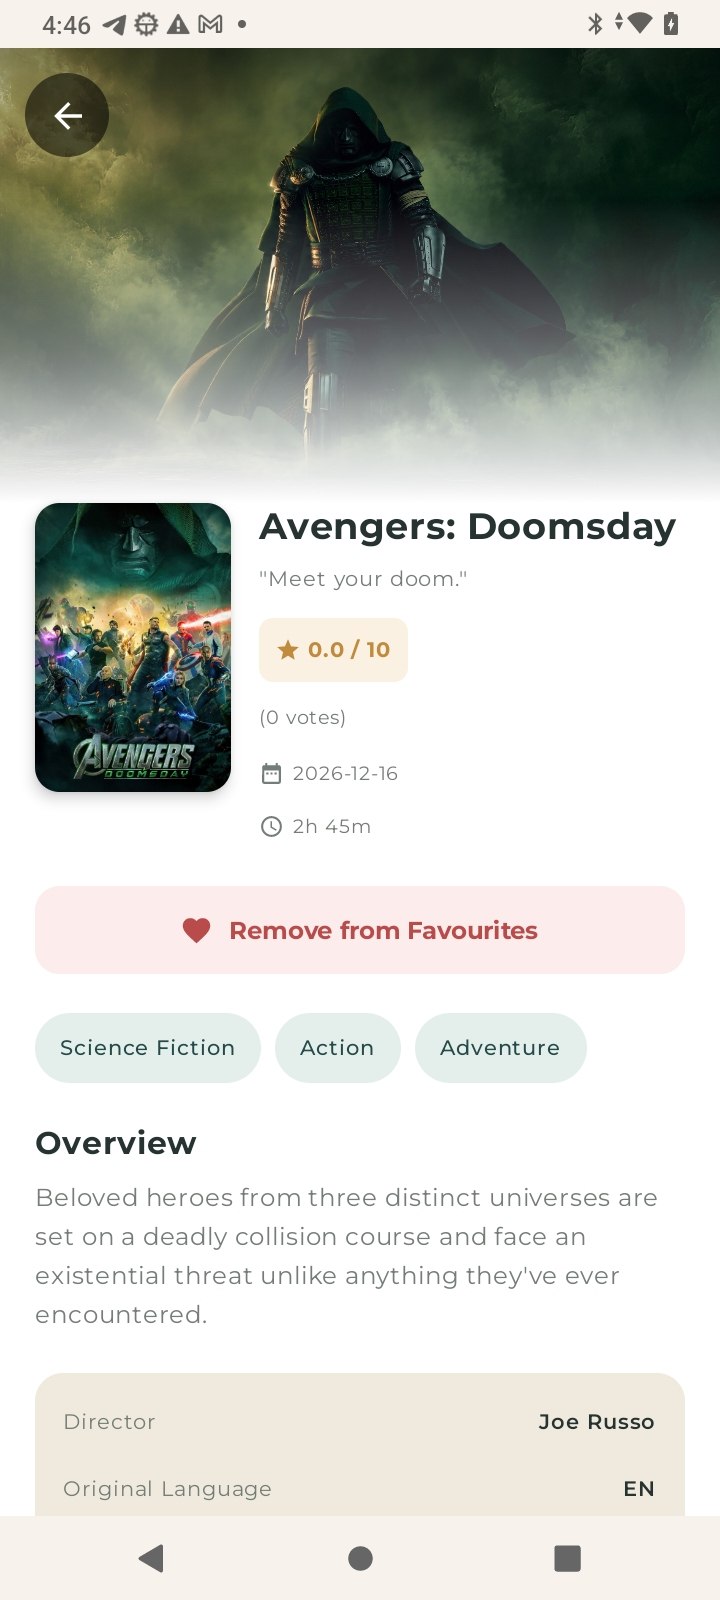 4:46
Avengers: Doomsday
"Meet your doom."
0.0 / 10
(0 votes)
2026-12-16
2h 45m
AVENGERS
DOOMSDAY
Remove from Favourites
Science Fiction
Action
Adventure
Overview
Beloved heroes from three distinct universes are
set on a deadly collision course and face an
existential threat unlike anything they've ever
encountered.
Director
Joe Russo
Original Language
EN